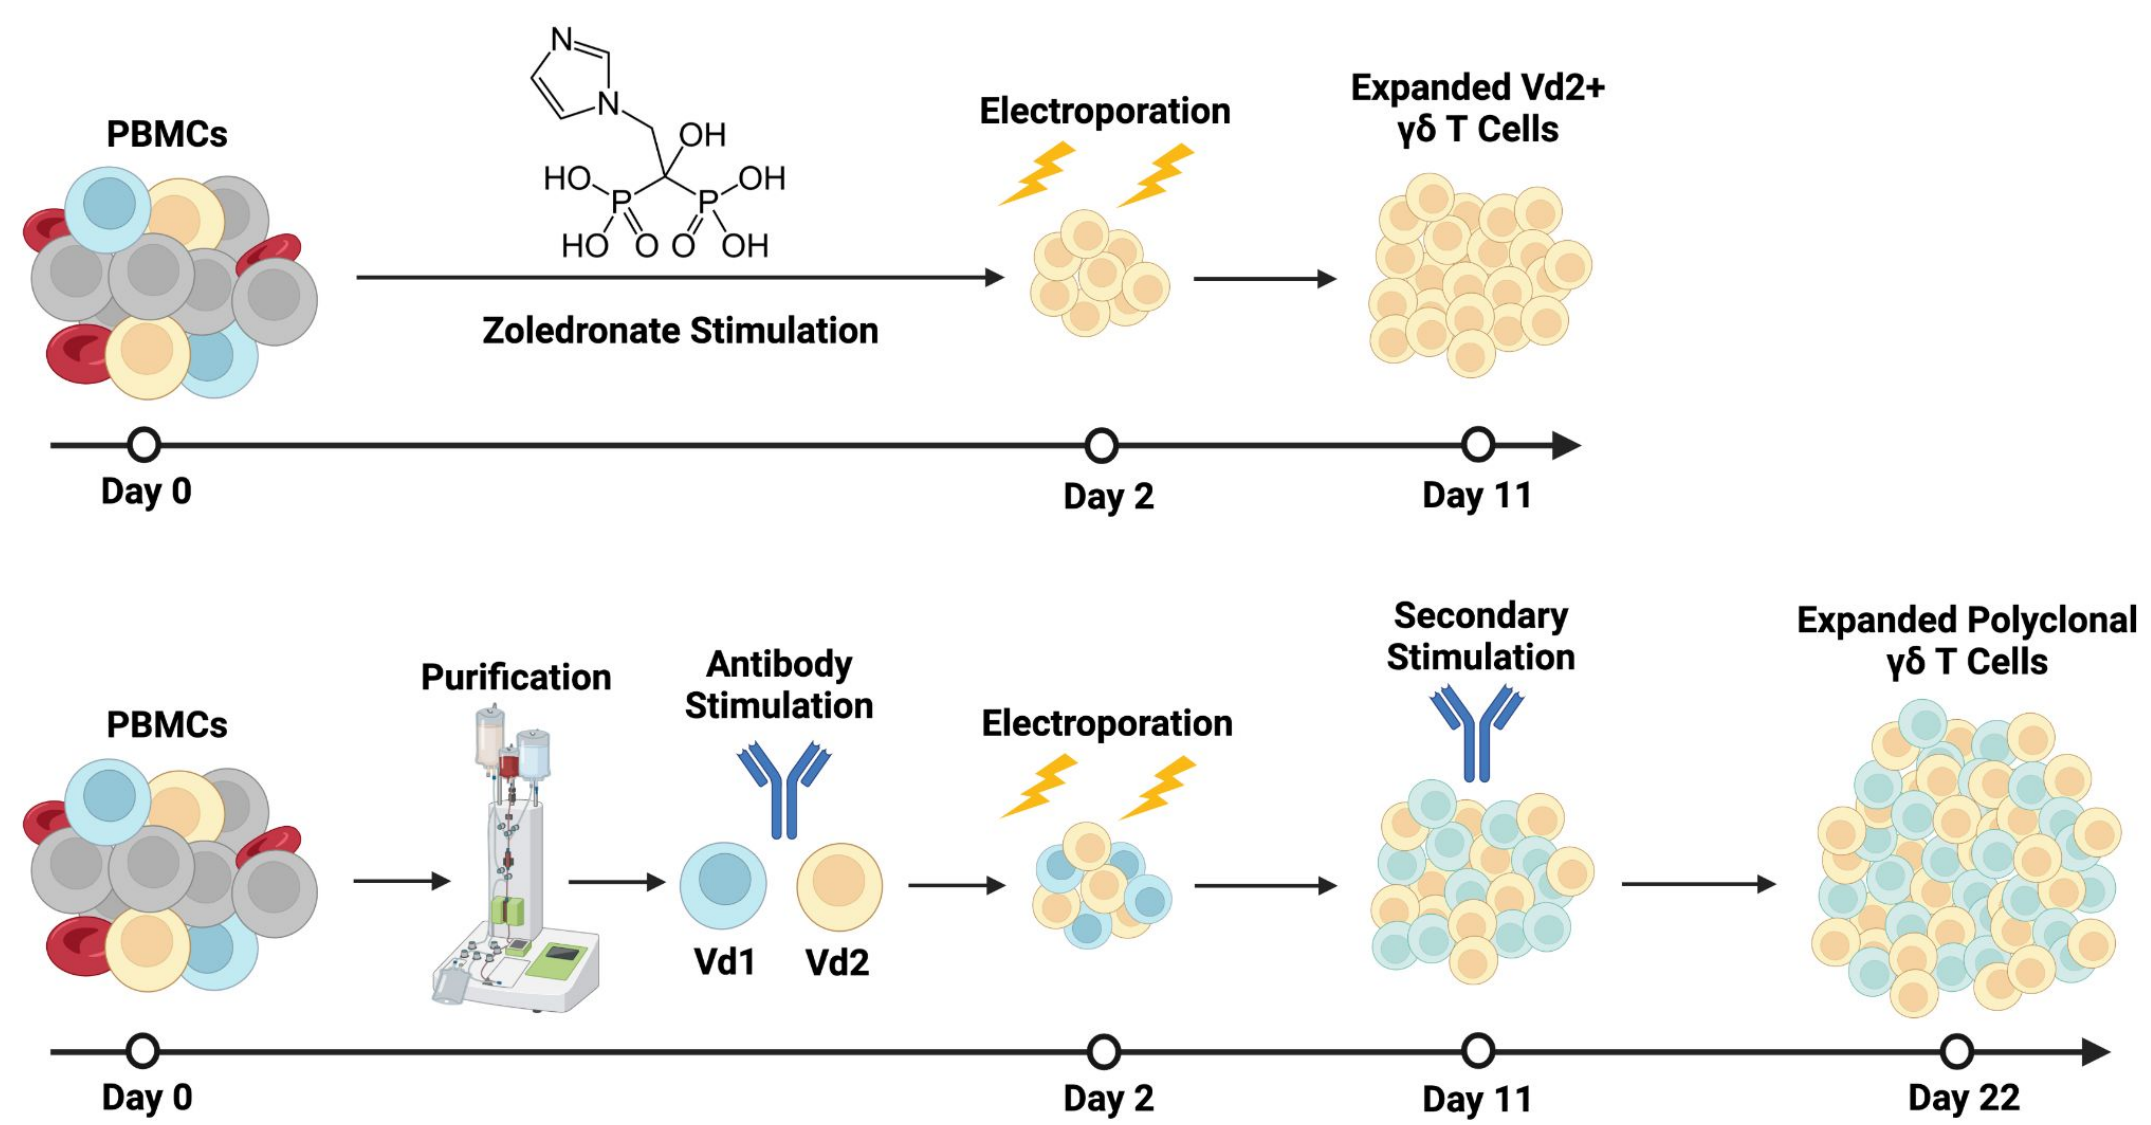 PBMCs
N
N
OH
HO
OH
P
P
HO
O
O
OH
Zoledronate Stimulation
Electroporation
Expanded Vd2+
γδ T Cells
Day 0
Day 2
Day 11
PBMCs
Purification
Antibody
Stimulation
Vd1
Vd2
Electroporation
Secondary
Stimulation
Expanded Polyclonal
γδ T Cells
Day 0
Day 2
Day 11
Day 22